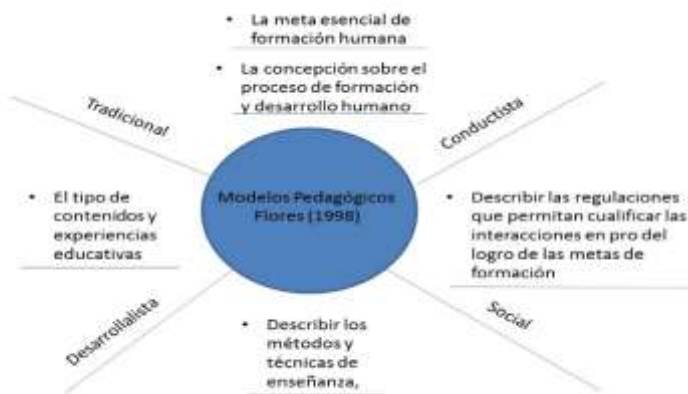 • La meta esencial de
formación humana
• La concepción sobre el
proceso de formación
y desarrollo humano
Tradicional
Conductista
Modelos Pedagógicos
Flores (1998)
• El tipo de
contenidos y
experiencias
educativas
• Describir las regulaciones
que permitan cualificar las
interacciones en pro del
logro de las metas de
formación
Desarrollalista
Social
• Describir los
métodos y
técnicas de
enseñanza,